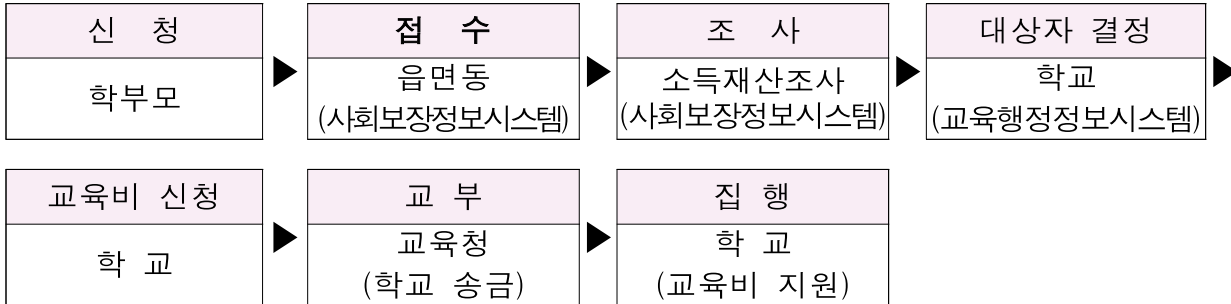 신 청
학부모
접 수
읍면동
(사회보장정보시스템)
조 사
소득재산조사
(사회보장정보시스템)
대상자 결정
학교
(교육행정정보시스템)
교육비 신청
학 교
교 부
교육청
(학교 송금)
집 행
학 교
(교육비 지원)